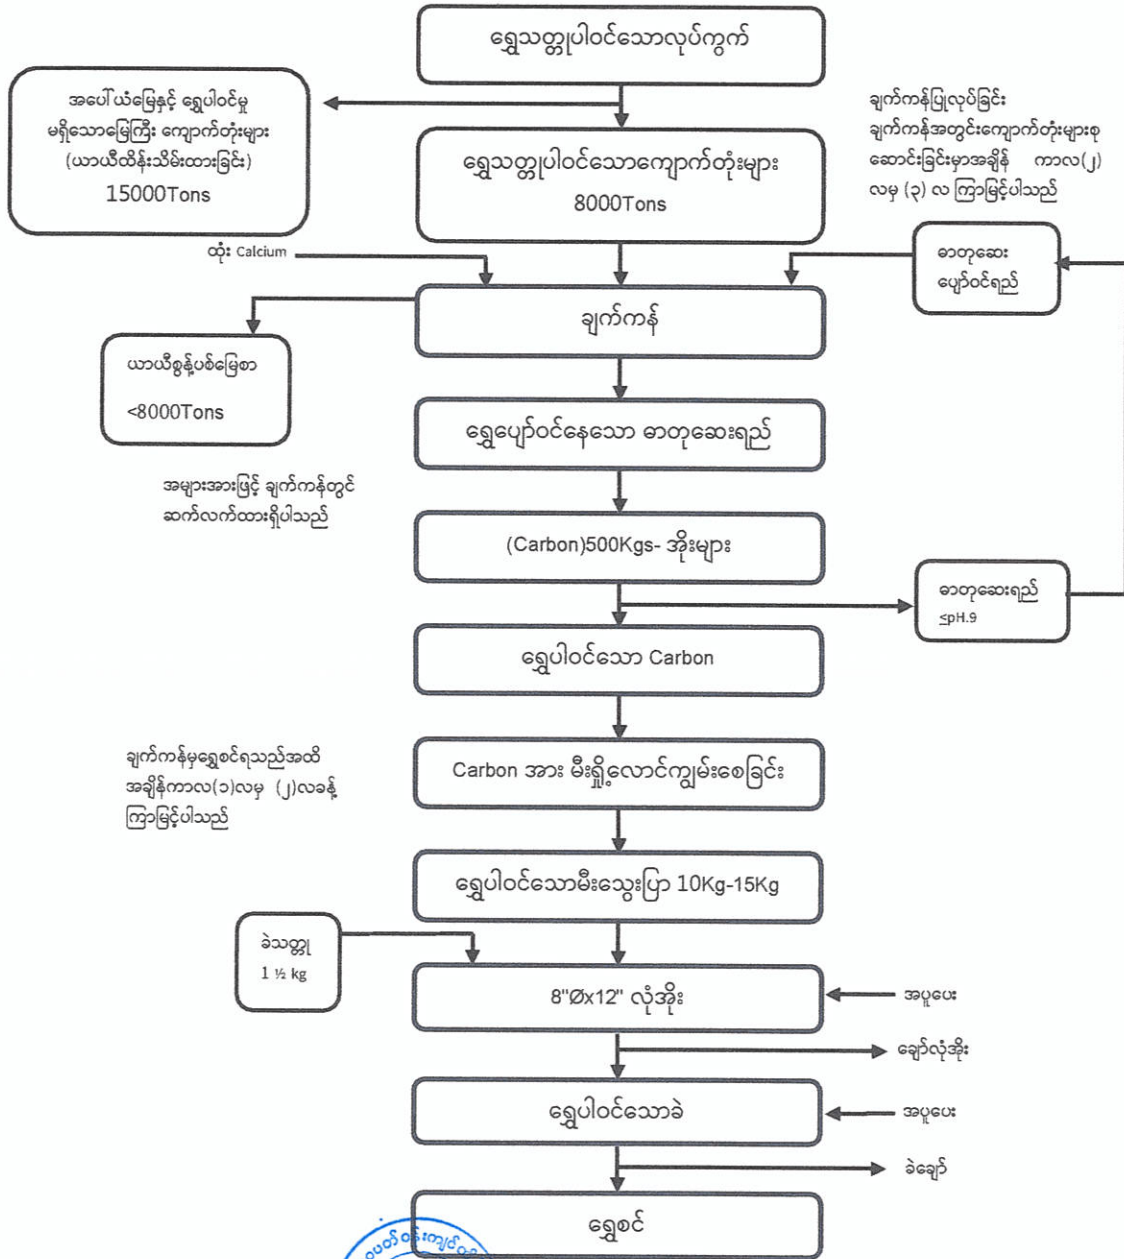 ရွှေသတ္တုပါဝင်သောလုပ်ကွက်
အပေါ်ယံမြေနှင့် ရွှေပါဝင်မှု
မရှိသောမြေကြီး ကျောက်တုံးများ
(ယာယီထိန်းသိမ်းထားခြင်း)
15000Tons
ရွှေသတ္တုပါဝင်သောကျောက်တုံးများ
8000Tons
ချက်ကန်ပြုလုပ်ခြင်း
ချက်ကန်အတွင်းကျောက်တုံးများစု
ဆောင်းခြင်းမှာအချိန် ကာလ(၂)
လမှ (၃) လ ကြာမြင့်ပါသည်
ထုံး Calcium
ဓာတုဆေး
ပျော်ဝင်ရည်
ချက်ကန်
ယာယီစွန့်ပစ်မြေစာ
<8000Tons
ရွှေပျော်ဝင်နေသော ဓာတုဆေးရည်
အများအားဖြင့် ချက်ကန်တွင်
ဆက်လက်ထားရှိပါသည်
(Carbon)500Kgs- အိုးများ
ဓာတုဆေးရည်
≤pH.9
ရွှေပါဝင်သော Carbon
ချက်ကန်မှရွှေစင်ရသည်အထိ
အချိန်ကာလ(၁)လမှ (၂)လခန့်
ကြာမြင့်ပါသည်
Carbon အား မီးရှို့လောင်ကျွမ်းစေခြင်း
ရွှေပါဝင်သောမီးသွေးပြာ 10Kg-15Kg
ခဲသတ္တု
1 ½ kg
8"Øx12" လုံအိုး
အပူပေး
ချော်လုံအိုး
ရွှေပါဝင်သောခဲ
အပူပေး
ခဲချော်
ရွှေစင်